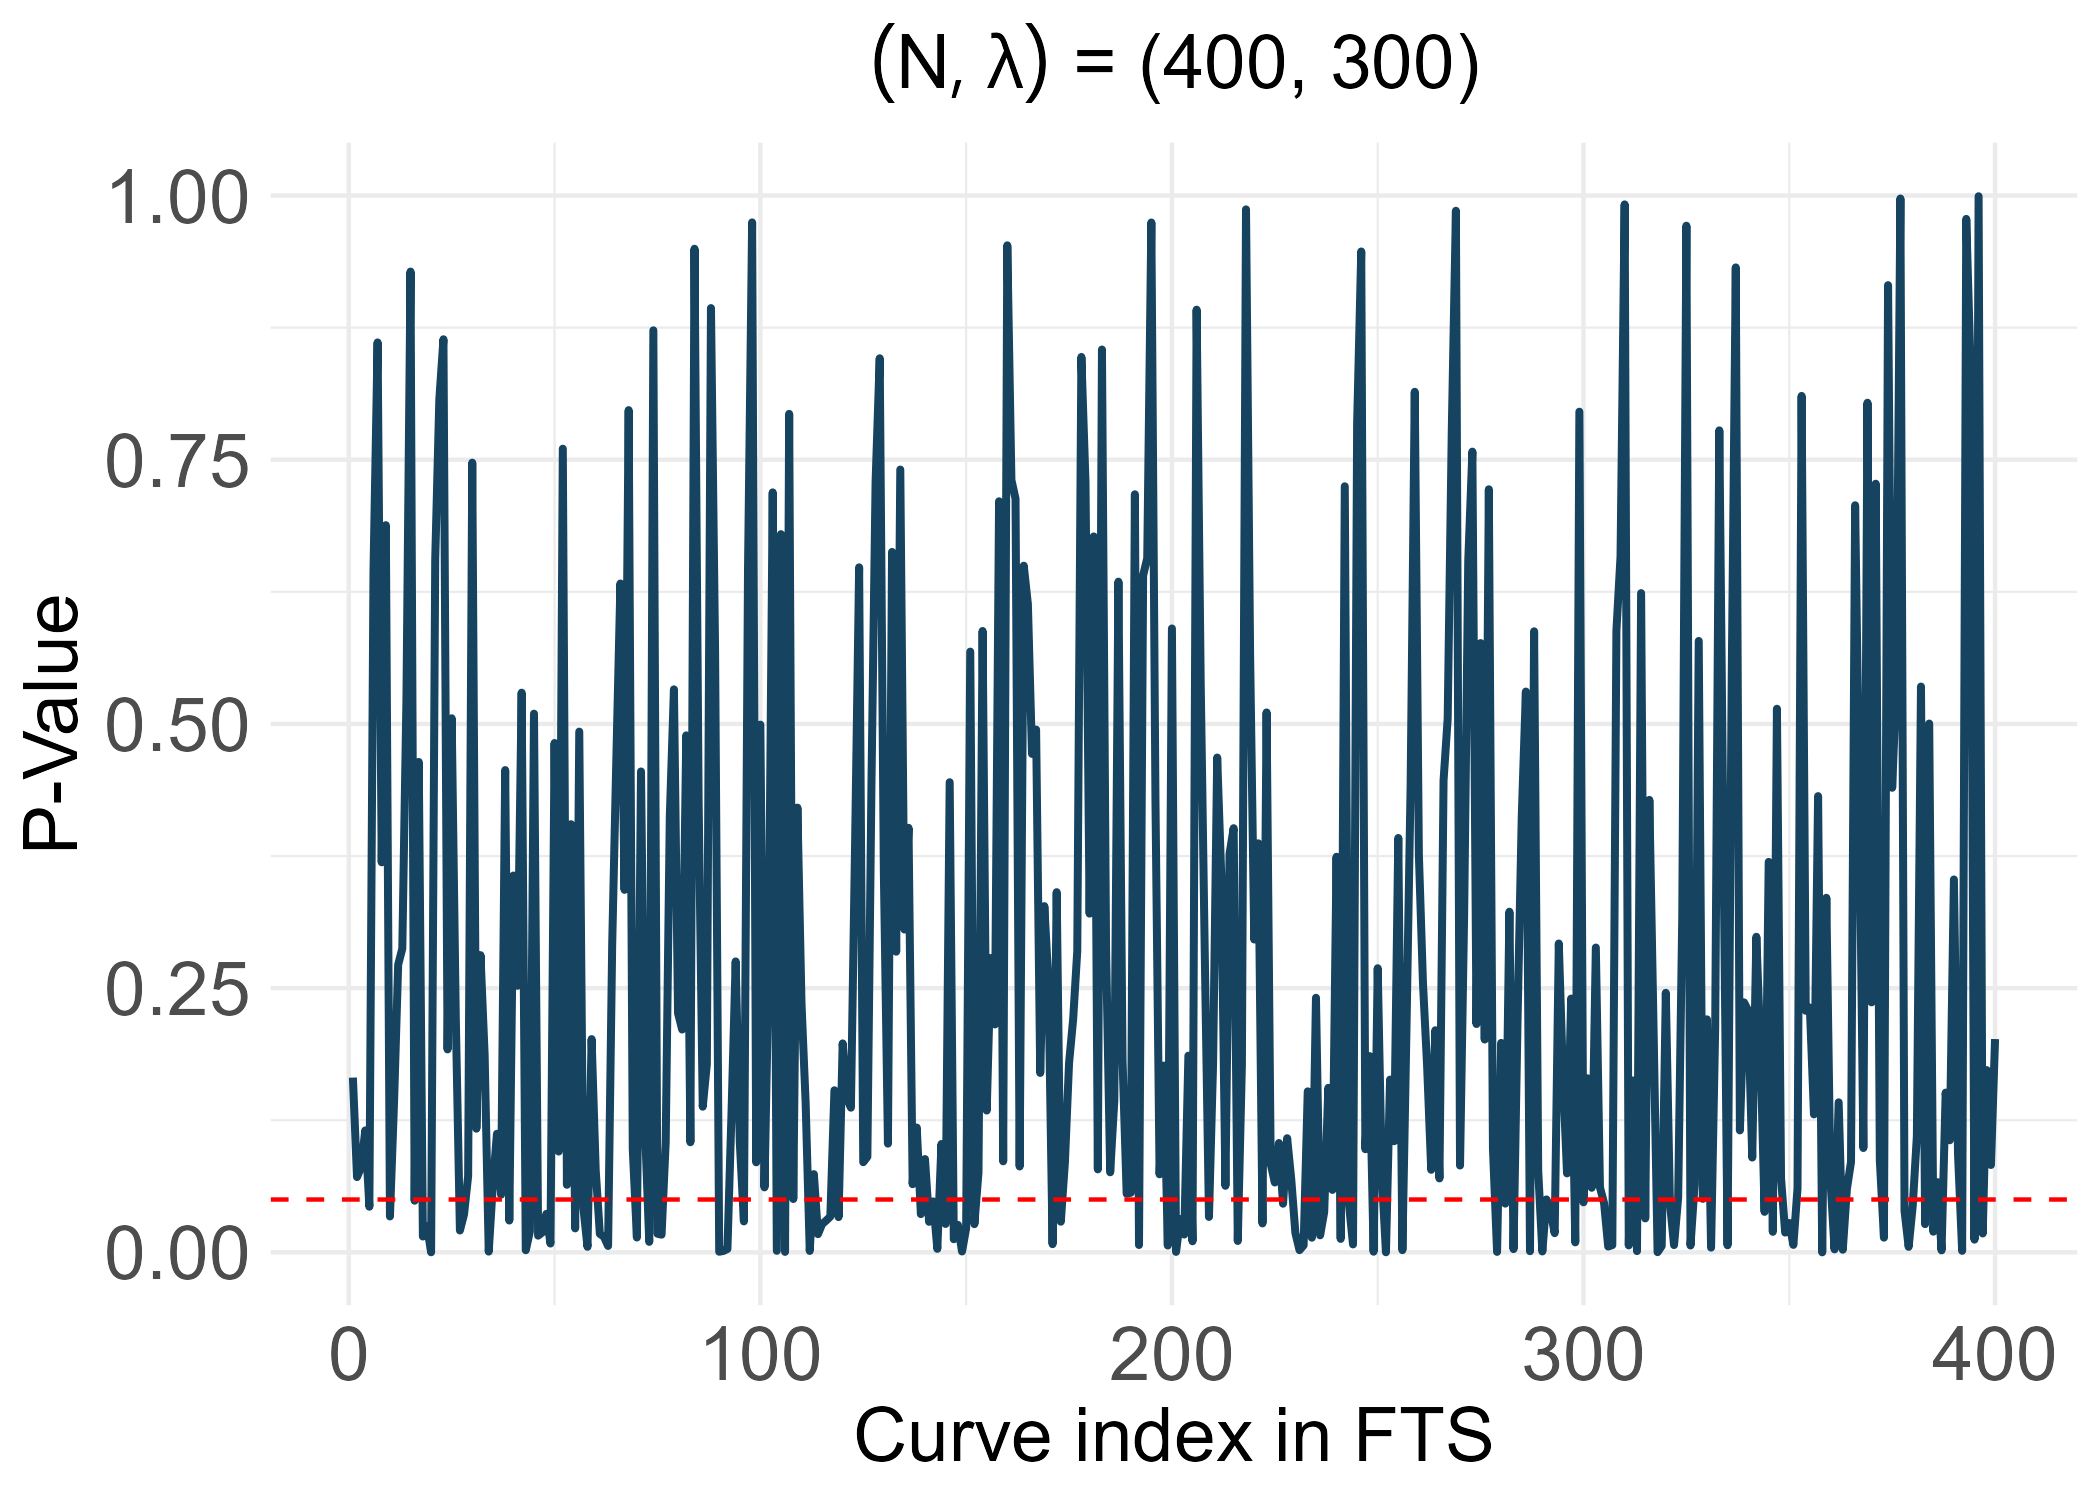 (N, λ) = (400, 300)
1.00
0.75
0.50
0.25
0.00
P-Value
0 100 200 300 400
Curve index in FTS